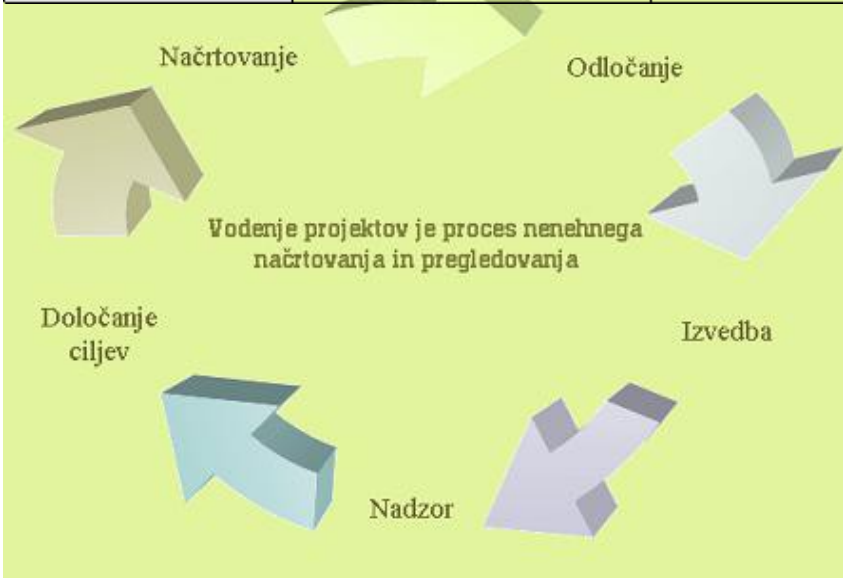 Načrtovanje
Odločanje
Vodenje projektov je proces nenehnega
načrtovanja in pregledovanja
Določanje
ciljev
Izvedba
Nadzor